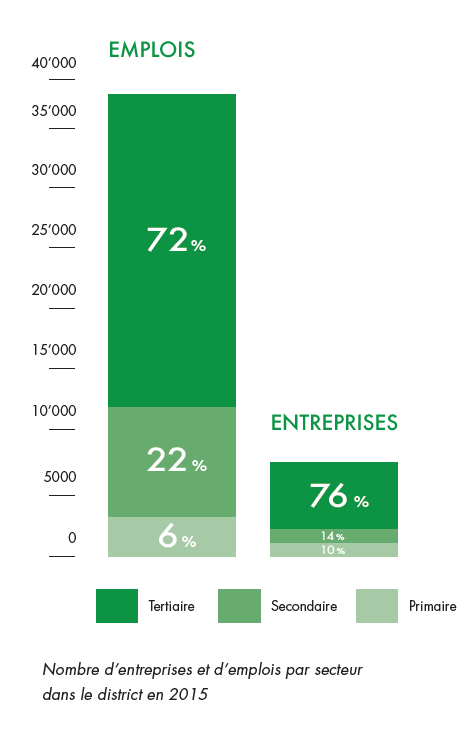 EMPLOIS
40’000
35’000
30’000
25’000
20’000
15’000
10’000
5000
0
72 %
22 %
6 %
ENTREPRISES
76 %
14 %
10 %
Tertiaire
Secondaire
Primaire
Nombre d’entreprises et d’emplois par secteur
dans le district en 2015